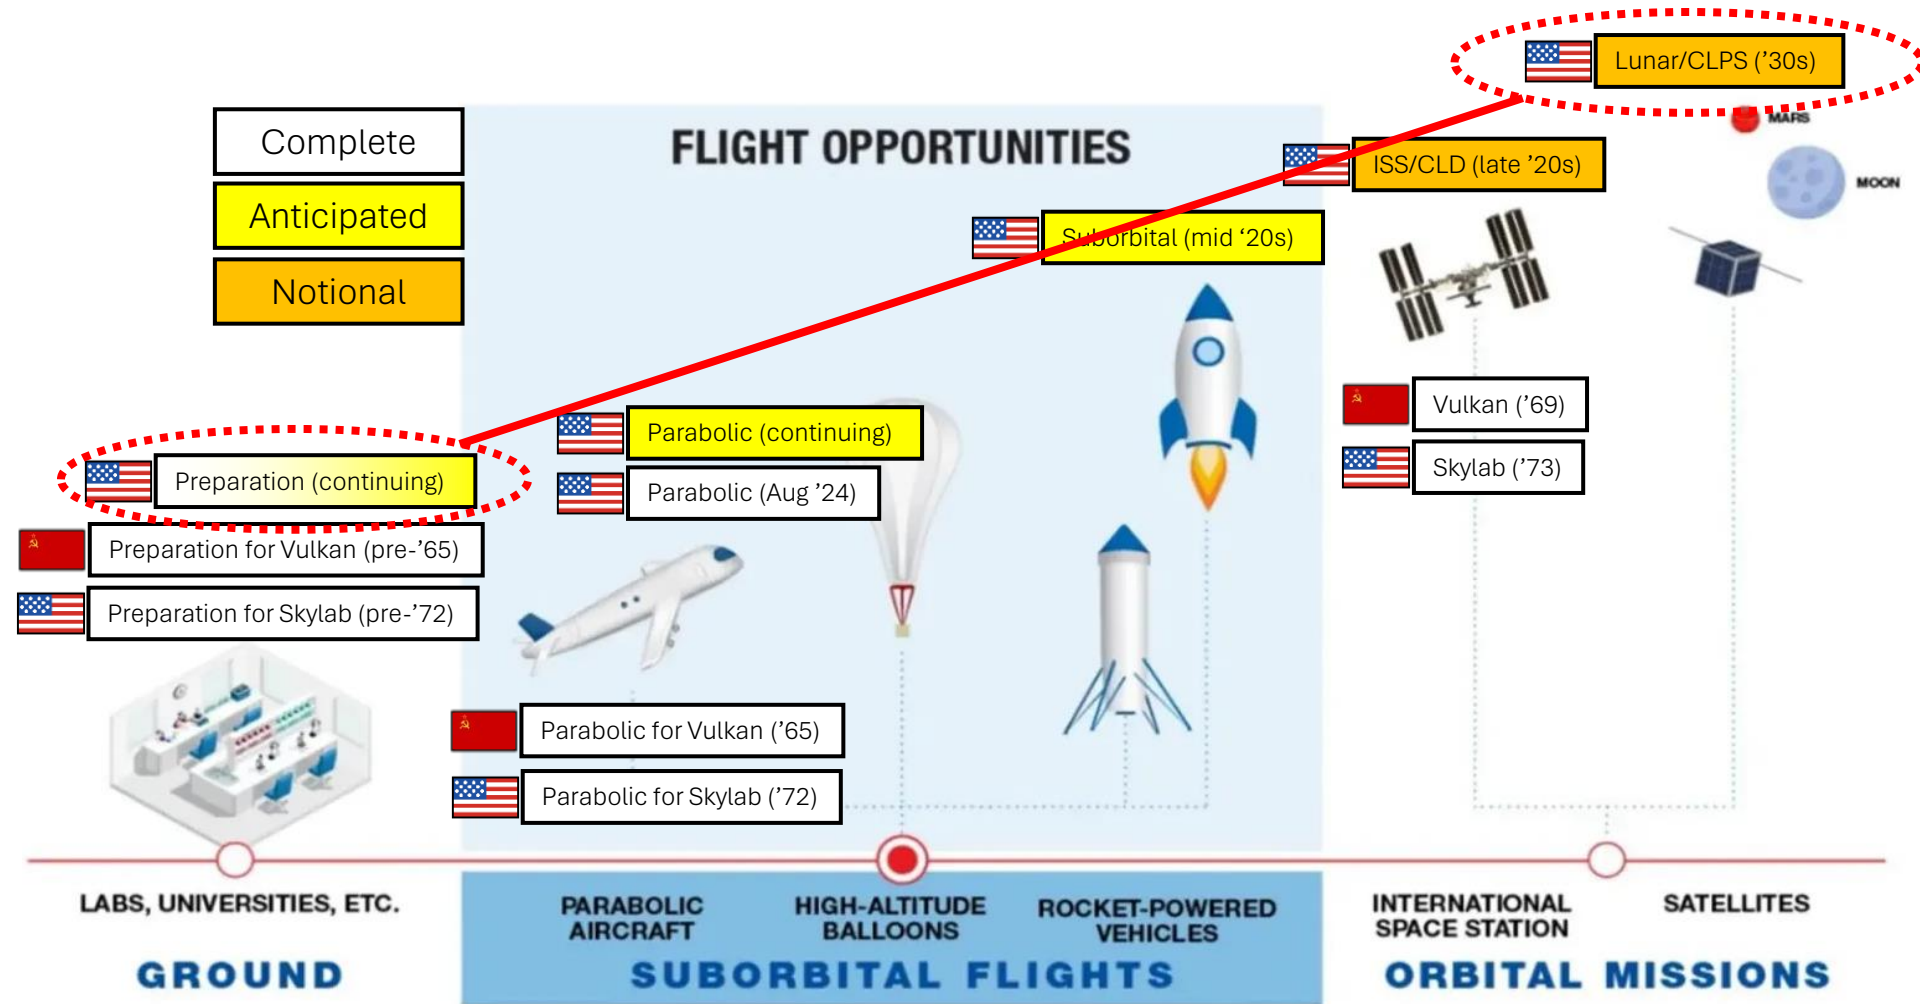 Lunar/CLPS (’30s)
MARS
Complete
FLIGHT OPPORTUNITIES
ISS/CLD (late ’20s)
MOON
Anticipated
Suborbital (mid ‘20s)
Notional
Vulkan (’69)
Parabolic (continuing)
Skylab (’73)
Preparation (continuing)
Parabolic (Aug ’24)
Preparation for Vulkan (pre-’65)
Preparation for Skylab (pre-’72)
Parabolic for Vulkan (’65)
Parabolic for Skylab (’72)
LABS, UNIVERSITIES, ETC.
PARABOLIC
AIRCRAFT
HIGH-ALTITUDE
BALLOONS
ROCKET-POWERED
VEHICLES
INTERNATIONAL
SPACE STATION
SATELLITES
GROUND
SUBORBITAL FLIGHTS
ORBITAL MISSIONS